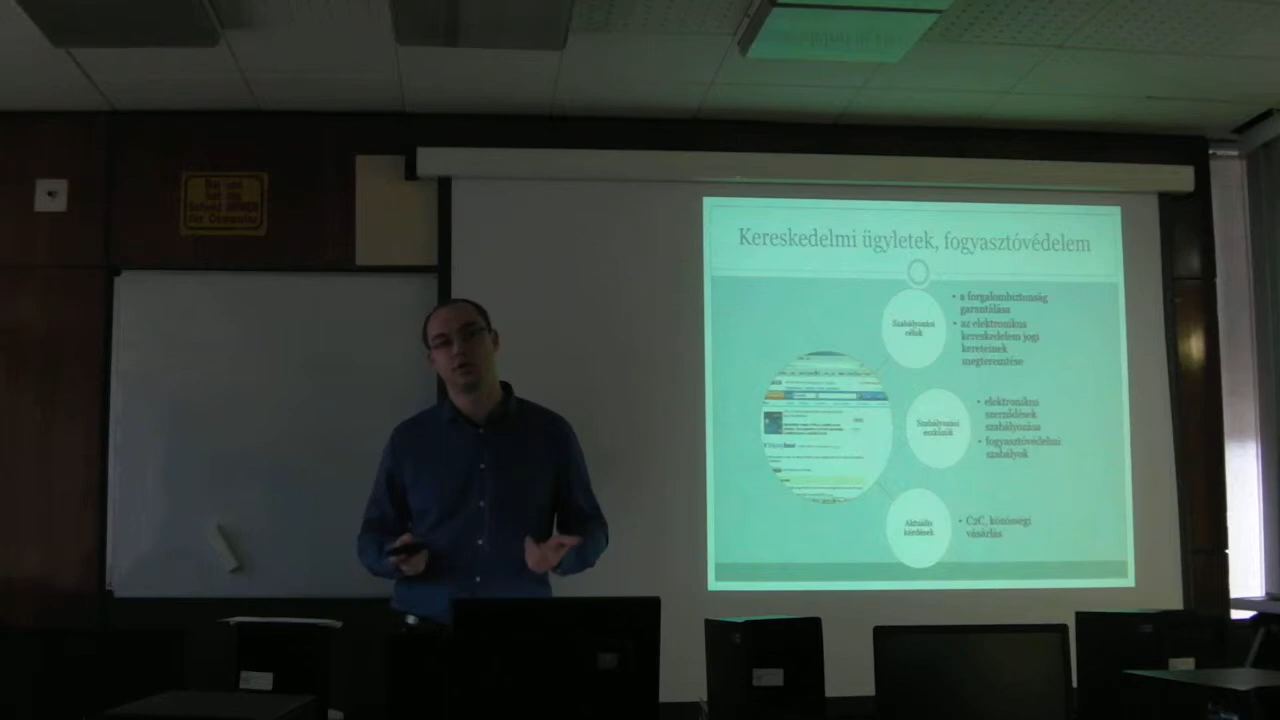 Kereskedelmi ügyletek, fogyasztóvédelem
Szabályozási
célok
• a forgalombiztonság
garantálása
• az elektronikus
kereskedelem jogi
kereteinek
megteremtése
Szabályozási
eszközök
• elektronikus
szerződések
szabályozása
• fogyasztóvédelmi
szabályok
Aktuális
kérdések
• C2C, közösségi
vásárlás